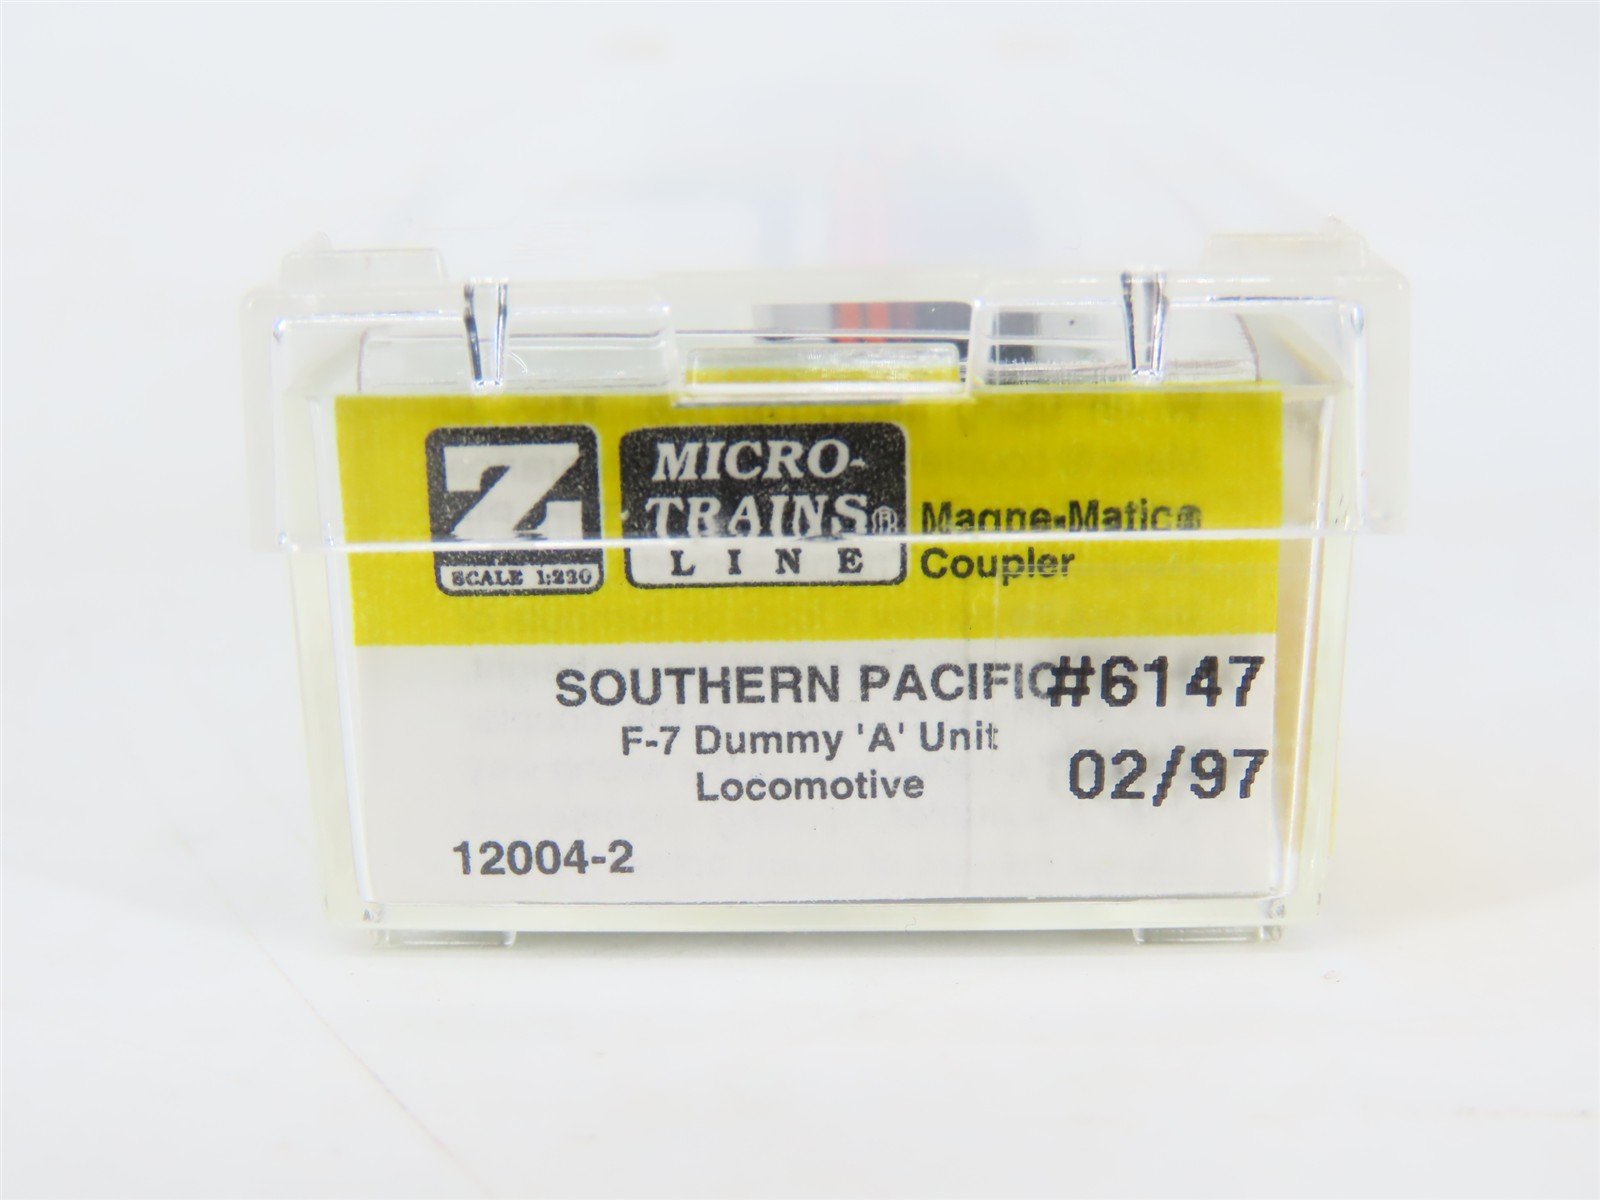 Z
SCALE 1:220
MICRO-
TRAINS®
LINE
Magne-Matic®
Coupler
SOUTHERN PACIFIC #6147
F-7 Dummy 'A' Unit
Locomotive
02/97
12004-2